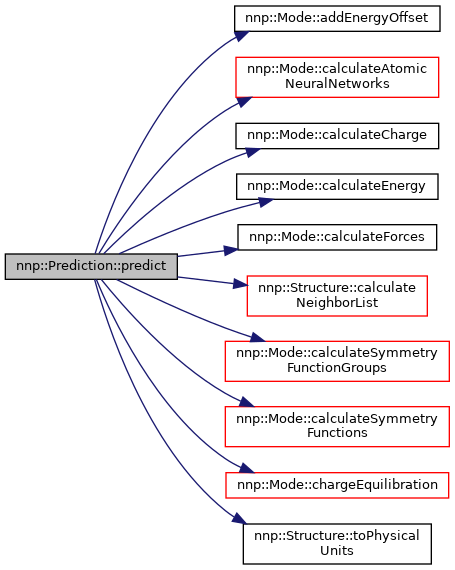 nnp::Mode::addEnergyOffset
nnp::Mode::calculateAtomic
NeuralNetworks
nnp::Mode::calculateCharge
nnp::Mode::calculateEnergy
nnp::Mode::calculateForces
nnp::Prediction::predict
nnp::Structure::calculate
NeighborList
nnp::Mode::calculateSymmetry
FunctionGroups
nnp::Mode::calculateSymmetry
Functions
nnp::Mode::chargeEquilibration
nnp::Structure::toPhysical
Units